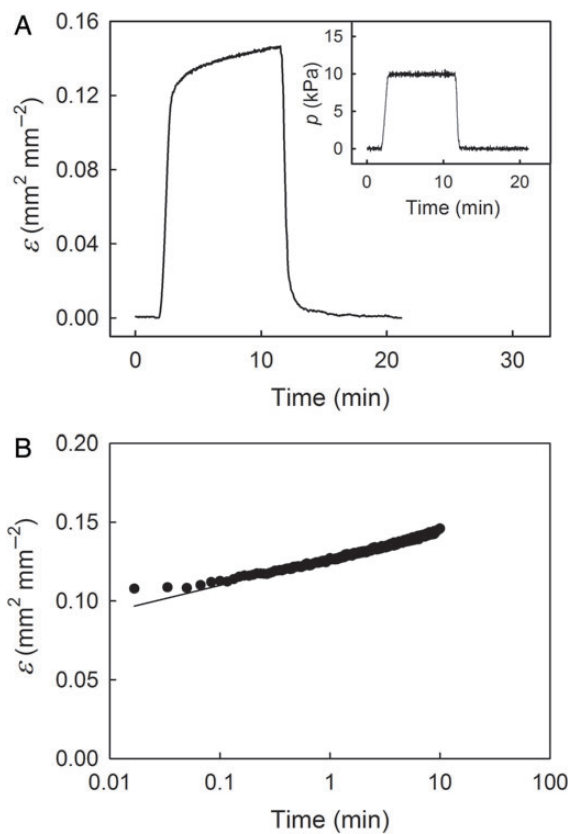 A
ε (mm² mm⁻²)
0.16
0.12
0.08
0.04
0.00
0 10 20 30
Time (min)
p (kPa)
15
10
5
0
0 10 20
Time (min)
B
ε (mm² mm⁻²)
0.20
0.15
0.10
0.05
0.00
0.01 0.1 1 10 100
Time (min)